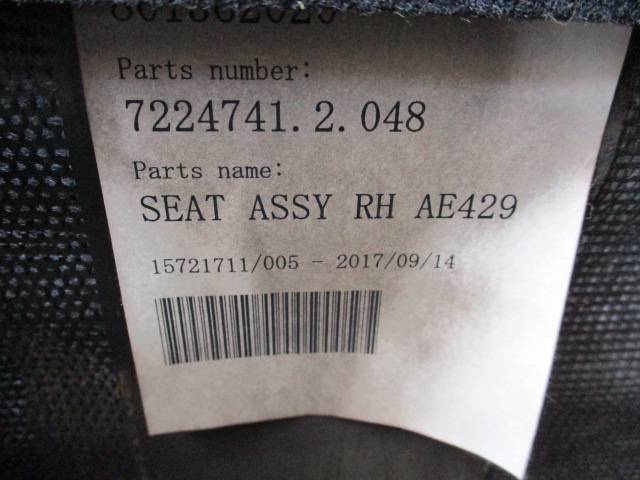 Parts number:
7224741.2.048
Parts name:
SEAT ASSY RH AE429
15721711/005 - 2017/09/14